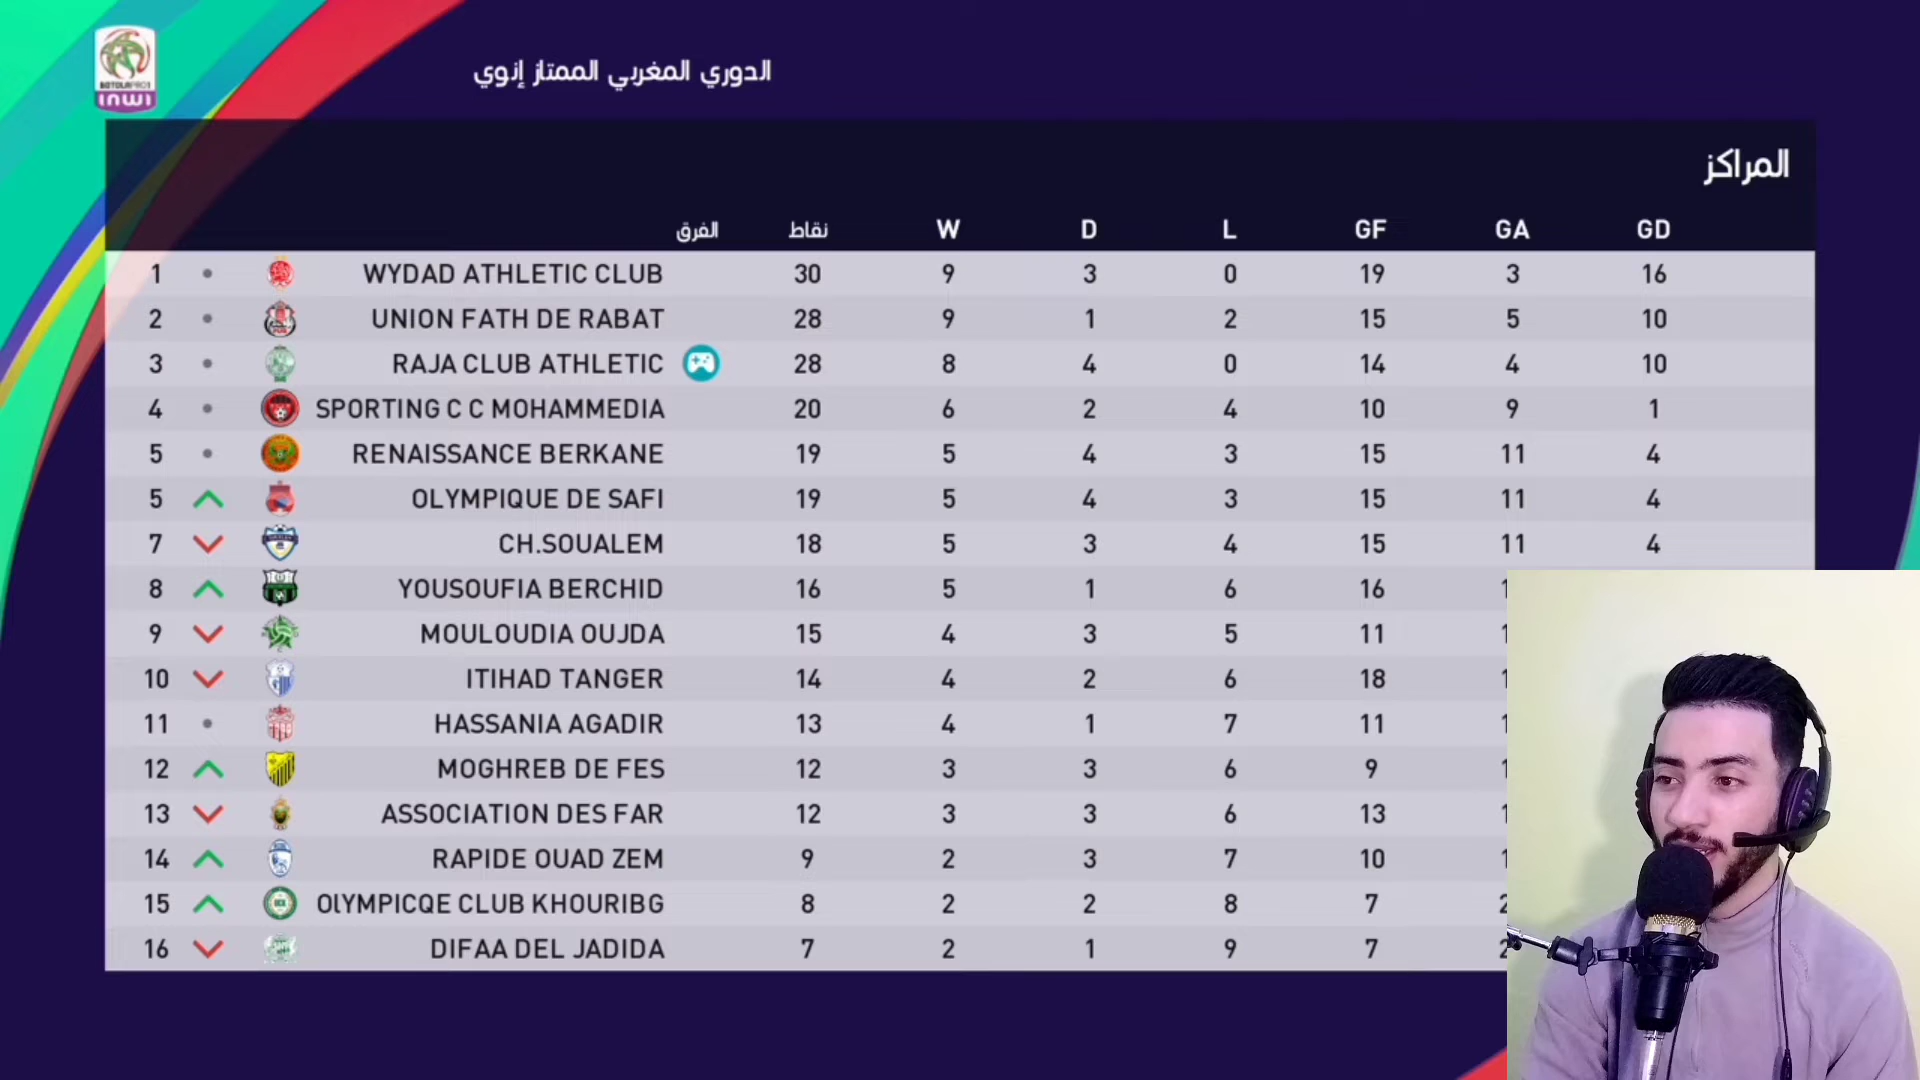 BOTOLA PRO1
inwi
الدوري المغربي الممتاز إنوي
المراكز
الفرق نقاط W D L GF GA GD
1 WYDAD ATHLETIC CLUB 30 9 3 0 19 3 16
2 UNION FATH DE RABAT 28 9 1 2 15 5 10
3 RAJA CLUB ATHLETIC 28 8 4 0 14 4 10
4 SPORTING C C MOHAMMEDIA 20 6 2 4 10 9 1
5 RENAISSANCE BERKANE 19 5 4 3 15 11 4
5 OLYMPIQUE DE SAFI 19 5 4 3 15 11 4
7 CH.SOUALEM 18 5 3 4 15 11 4
8 YOUSOUFIA BERCHID 16 5 1 6 16
9 MOULOUDIA OUJDA 15 4 3 5 11
10 ITIHAD TANGER 14 4 2 6 18
11 HASSANIA AGADIR 13 4 1 7 11
12 MOGHREB DE FES 12 3 3 6 9
13 ASSOCIATION DES FAR 12 3 3 6 13
14 RAPIDE OUAD ZEM 9 2 3 7 10
15 OlYMPICQE CLUB KHOURIBG 8 2 2 8 7
16 DIFAA DEL JADIDA 7 2 1 9 7